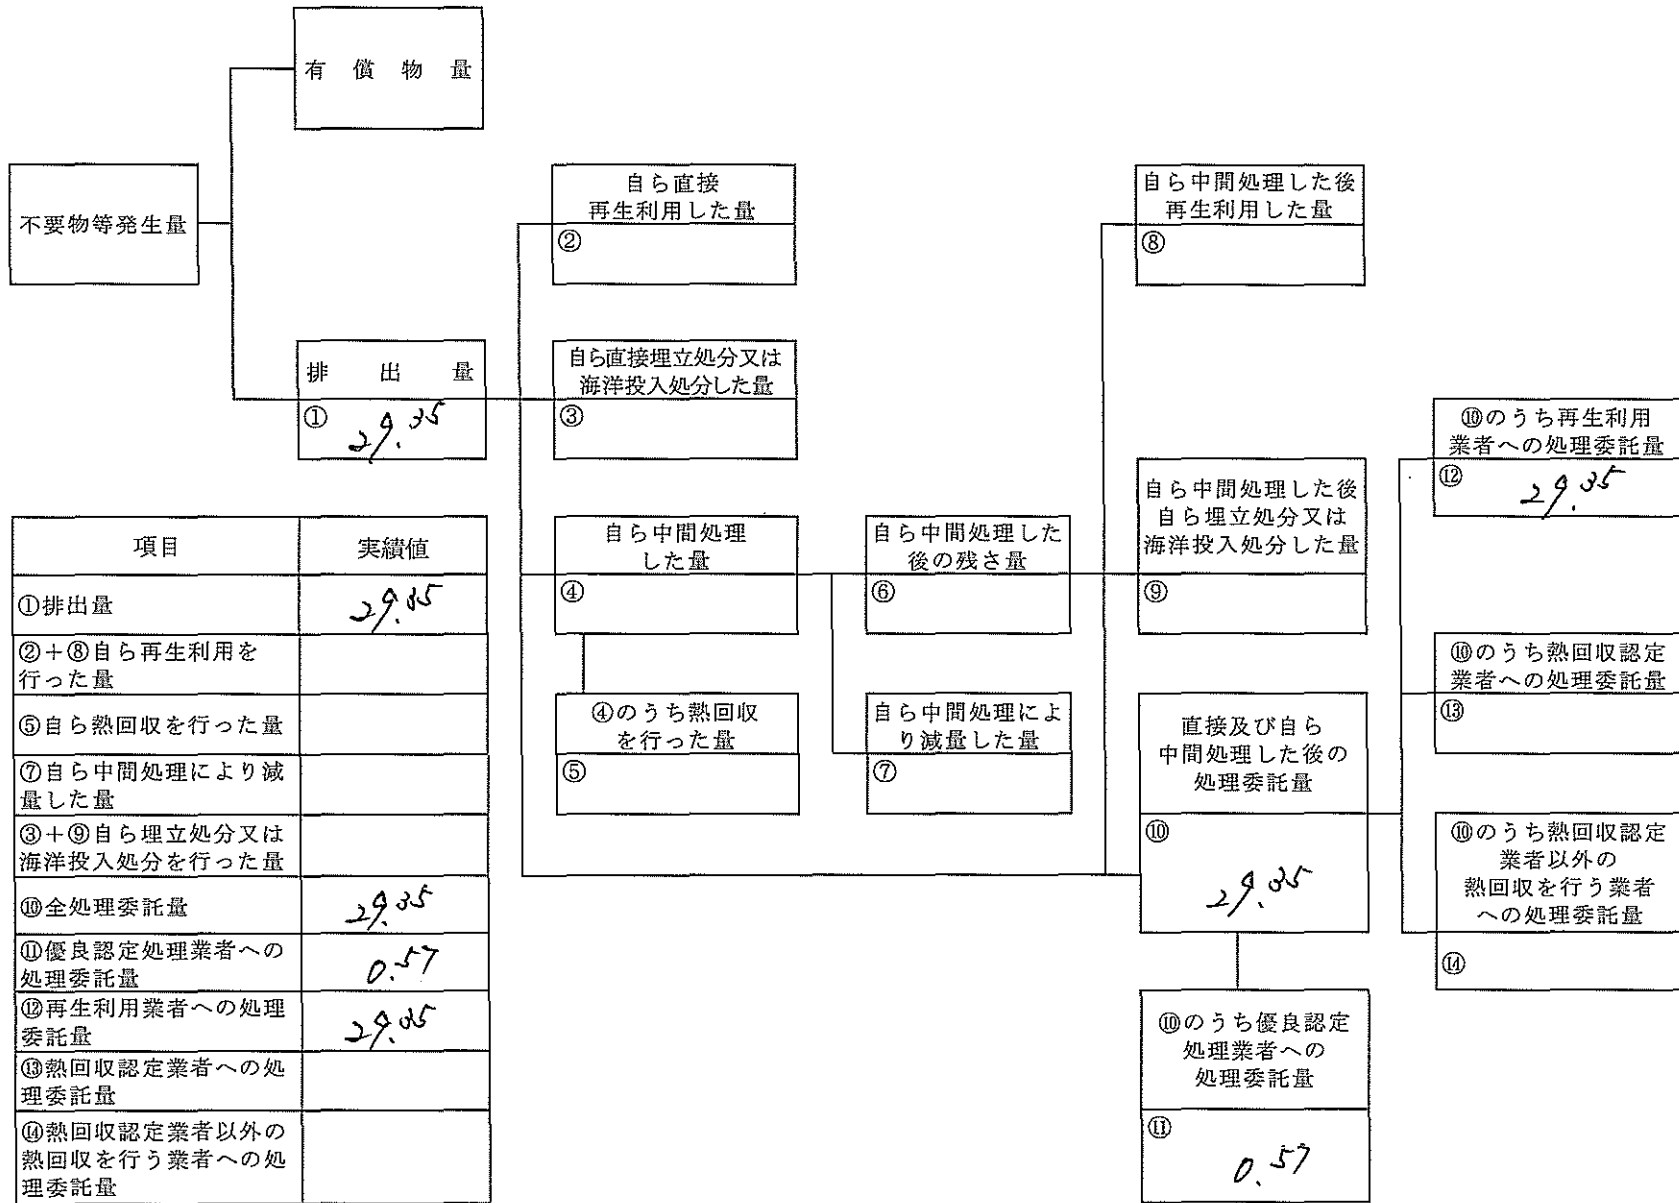 有償物量
不要物等発生量
排出量
① 29.35
自ら直接
再生利用した量
②
自ら直接埋立処分又は
海洋投入処分した量
③
自ら中間処理
した量
④
④のうち熱回収
を行った量
⑤
自ら中間処理した
後の残さ量
⑥
自ら中間処理によ
り減量した量
⑦
自ら中間処理した後
再生利用した量
⑧
自ら中間処理した後
自ら埋立処分又は
海洋投入処分した量
⑨
直接及び自ら
中間処理した後の
処理委託量
⑩
29.35
⑩のうち優良認定
処理業者への
処理委託量
⑪
0.57
⑩のうち再生利用
業者への処理委託量
⑫ 29.35
⑩のうち熱回収認定
業者への処理委託量
⑬
⑩のうち熱回収認定
業者以外の
熱回収を行う業者
への処理委託量
⑭
項目 実績値
①排出量 29.35
②+⑧自ら再生利用を
行った量
⑤自ら熱回収を行った量
⑦自ら中間処理により減
量した量
③+⑨自ら埋立処分又は
海洋投入処分を行った量
⑩全処理委託量 29.35
⑪優良認定処理業者への
処理委託量 0.57
⑫再生利用業者への処理
委託量 29.35
⑬熱回収認定業者への処
理委託量
⑭熱回収認定業者以外の
熱回収を行う業者への処
理委託量